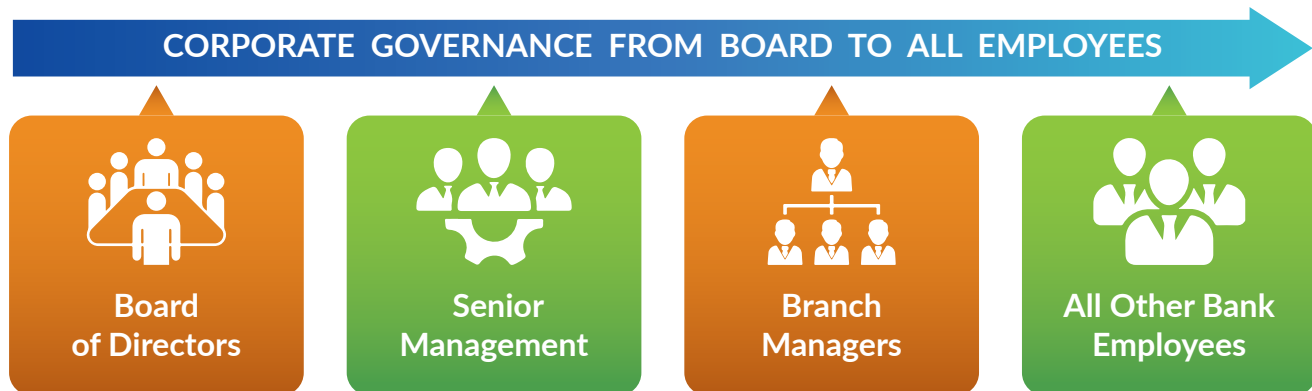 CORPORATE GOVERNANCE FROM BOARD TO ALL EMPLOYEES
Board
of Directors
Senior
Management
Branch
Managers
All Other Bank
Employees